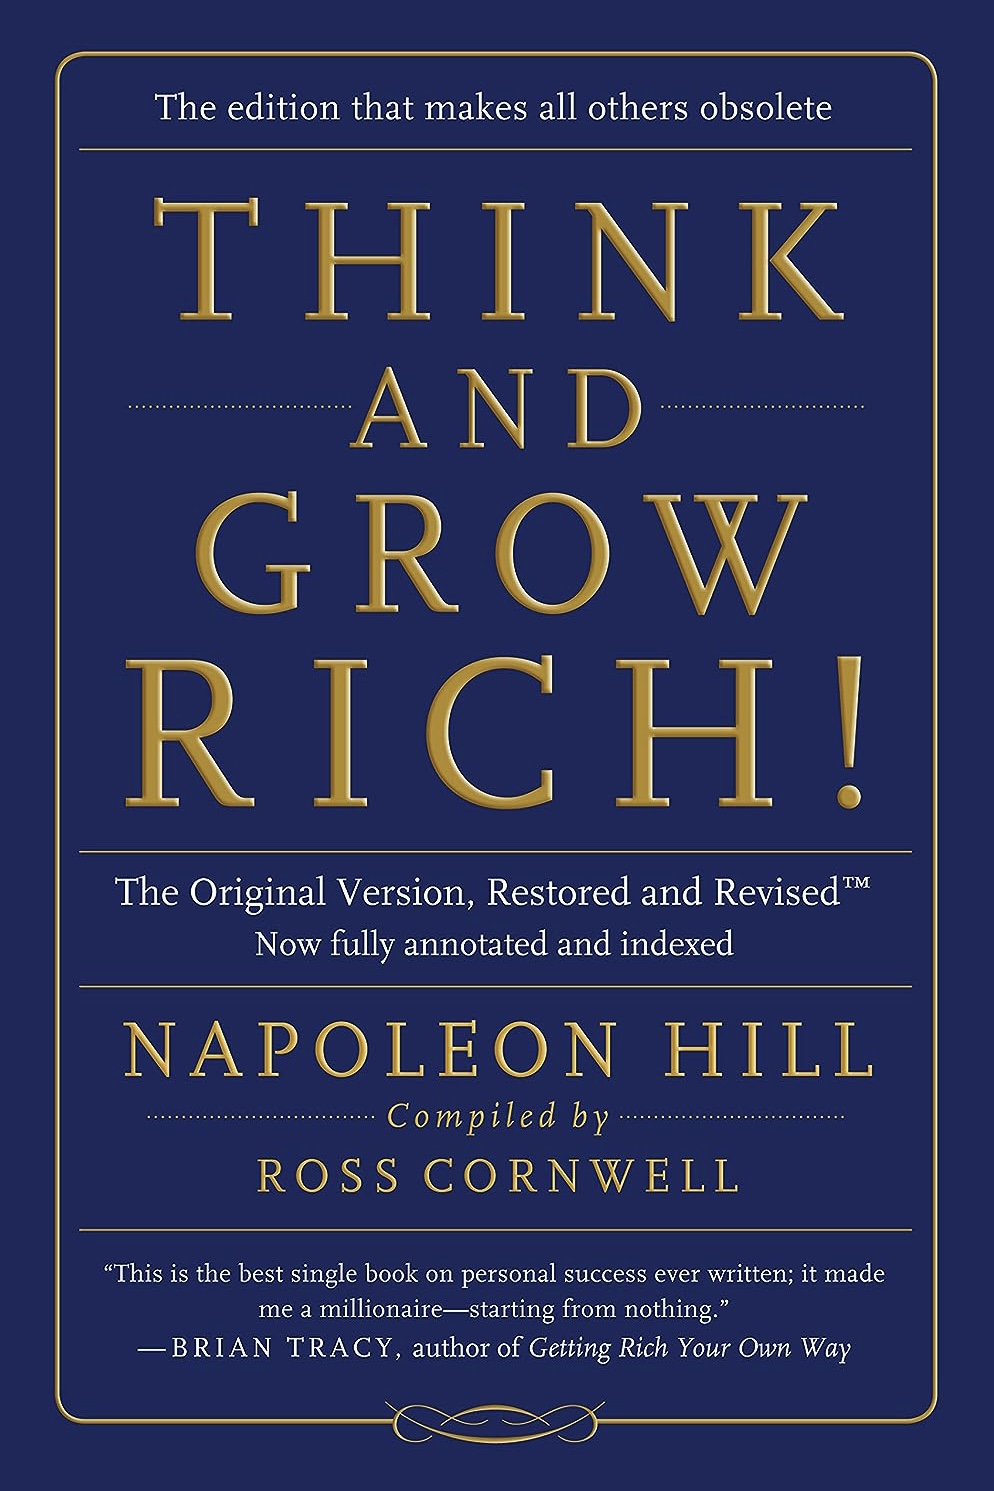 The edition that makes all others obsolete
THINK
AND
GROW
RICH!
The Original Version, Restored and Revised™
Now fully annotated and indexed
NAPOLEON HILL
Compiled by
ROSS CORNWELL
“This is the best single book on personal success ever written; it made
me a millionaire—starting from nothing.”
—BRIAN TRACY, author of Getting Rich Your Own Way